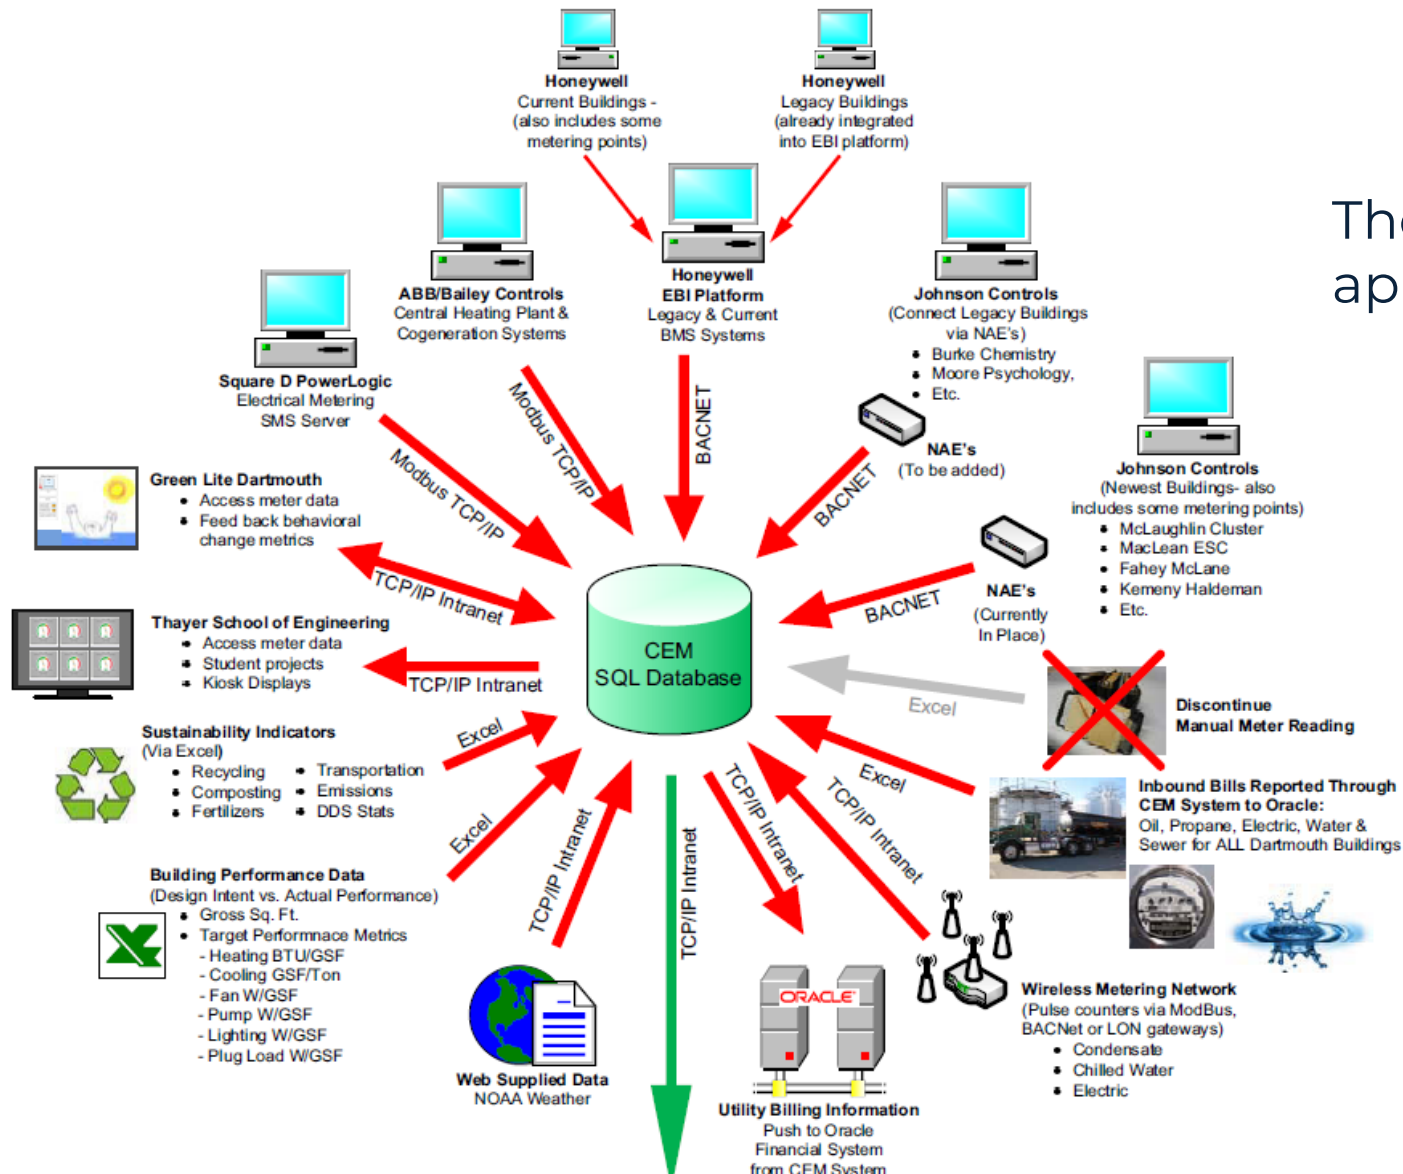 Honeywell
Current Buildings -
(also includes some
metering points)
Honeywell
Legacy Buildings
(already integrated
into EBI platform)
ABB/Bailey Controls
Central Heating Plant &
Cogeneration Systems
Honeywell
EBI Platform
Legacy & Current
BMS Systems
Johnson Controls
(Connect Legacy Buildings
via NAE's)
• Burke Chemistry
• Moore Psychology,
• Etc.
Square D PowerLogic
Electrical Metering
SMS Server
NAE's
(To be added)
Johnson Controls
(Newest Buildings- also
includes some metering points)
• McLaughlin Cluster
• MacLean ESC
• Fahey McLane
• Kemeny Haldeman
• Etc.
NAE's
(Currently
In Place)
Modbus TCP/IP
Modbus TCP/IP
BACNET
BACNET
BACNET
Green Lite Dartmouth
• Access meter data
• Feed back behavioral
change metrics
TCP/IP Intranet
Thayer School of Engineering
• Access meter data
• Student projects
• Kiosk Displays
TCP/IP Intranet
CEM
SQL Database
Excel
Discontinue
Manual Meter Reading
Sustainability Indicators
(Via Excel)
• Recycling
• Composting
• Fertilizers
• Transportation
• Emissions
• DDS Stats
Excel
Excel
Inbound Bills Reported Through
CEM System to Oracle:
Oil, Propane, Electric, Water &
Sewer for ALL Dartmouth Buildings
Building Performance Data
(Design Intent vs. Actual Performance)
• Gross Sq. Ft.
• Target Performnace Metrics
- Heating BTU/GSF
- Cooling GSF/Ton
- Fan W/GSF
- Pump W/GSF
- Lighting W/GSF
- Plug Load W/GSF
Excel
TCP/IP Intranet
TCP/IP Intranet
TCP/IP Intranet
TCP/IP Intranet
Web Supplied Data
NOAA Weather
ORACLE
Utility Billing Information
Push to Oracle
Financial System
from CEM System
Wireless Metering Network
(Pulse counters via ModBus,
BACNet or LON gateways)
• Condensate
• Chilled Water
• Electric